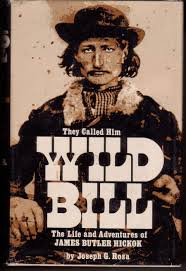 They Called Him
WILD
BILL
The Life and Adventures of
JAMES BUTLER HICKOK
by Joseph G. Rosa